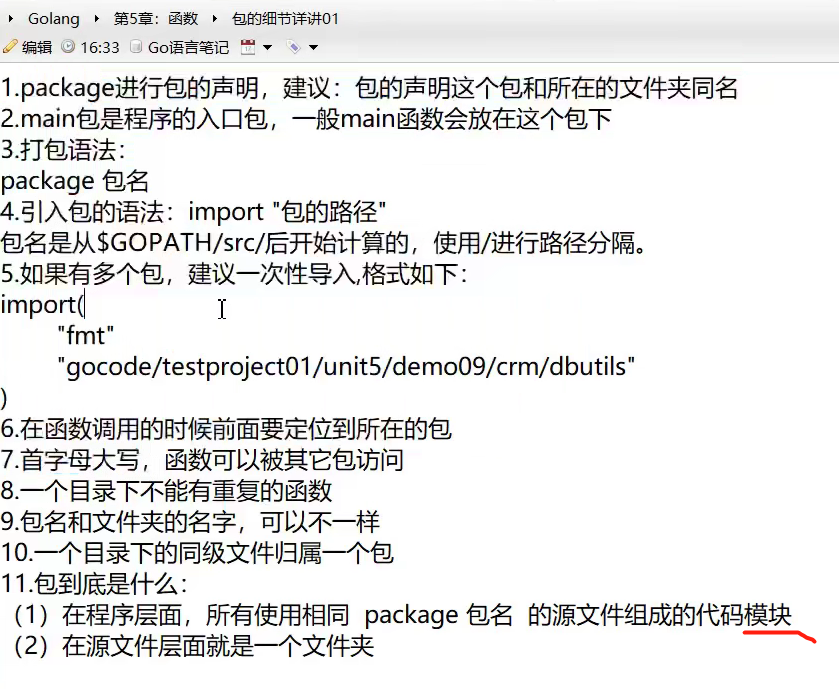 Golang 第5章：函数 包的细节详讲01
编辑 16:33 Go语言笔记
1.package进行包的声明，建议：包的声明这个包和所在的文件夹同名
2.main包是程序的入口包，一般main函数会放在这个包下
3.打包语法：
package 包名
4.引入包的语法：import "包的路径"
包名是从$GOPATH/src/后开始计算的，使用/进行路径分隔。
5.如果有多个包，建议一次性导入,格式如下：
import(
"fmt"
"gocode/testproject01/unit5/demo09/crm/dbutils"
)
6.在函数调用的时候前面要定位到所在的包
7.首字母大写，函数可以被其它包访问
8.一个目录下不能有重复的函数
9.包名和文件夹的名字，可以不一样
10.一个目录下的同级文件归属一个包
11.包到底是什么：
（1）在程序层面，所有使用相同 package 包名 的源文件组成的代码模块
（2）在源文件层面就是一个文件夹